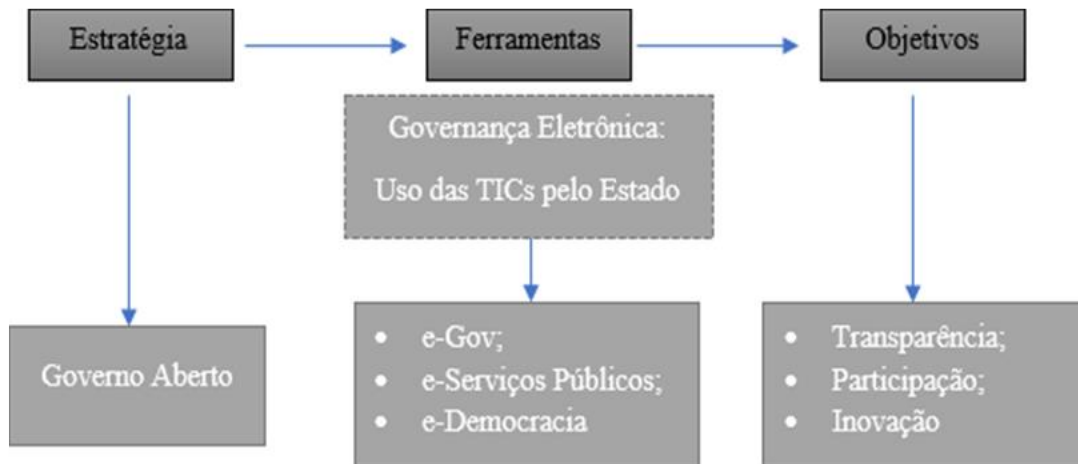 Estratégia
Ferramentas
Objetivos
Governança Eletrônica:
Uso das TICs pelo Estado
Governo Aberto
• e-Gov;
• e-Serviços Públicos;
• e-Democracia
• Transparência;
• Participação;
• Inovação